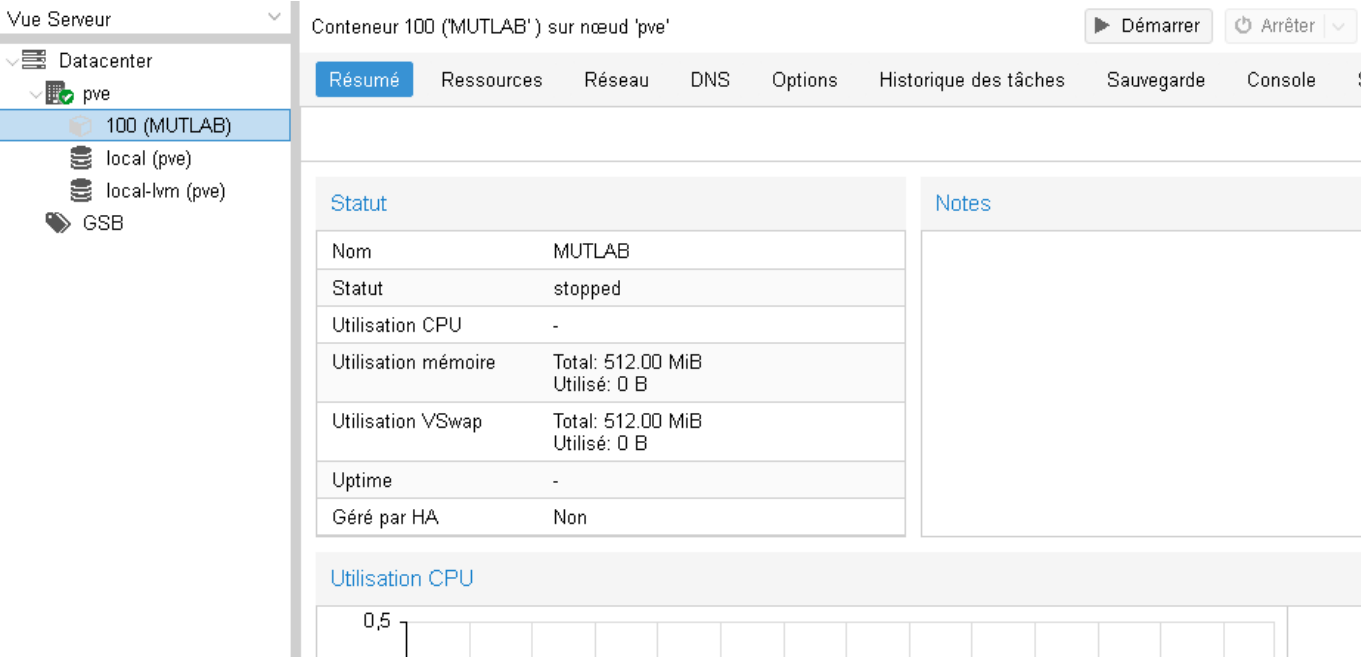 Vue Serveur
Datacenter
pve
100 (MUTLAB)
local (pve)
local-lvm (pve)
GSB
Conteneur 100 ('MUTLAB' ) sur nœud 'pve'
Démarrer
Arrêter
Résumé Ressources Réseau DNS Options Historique des tâches Sauvegarde Console
Statut
Nom MUTLAB
Statut stopped
Utilisation CPU -
Utilisation mémoire Total: 512.00 MiB
Utilisé: 0 B
Utilisation VSwap Total: 512.00 MiB
Utilisé: 0 B
Uptime -
Géré par HA Non
Notes
Utilisation CPU
0,5